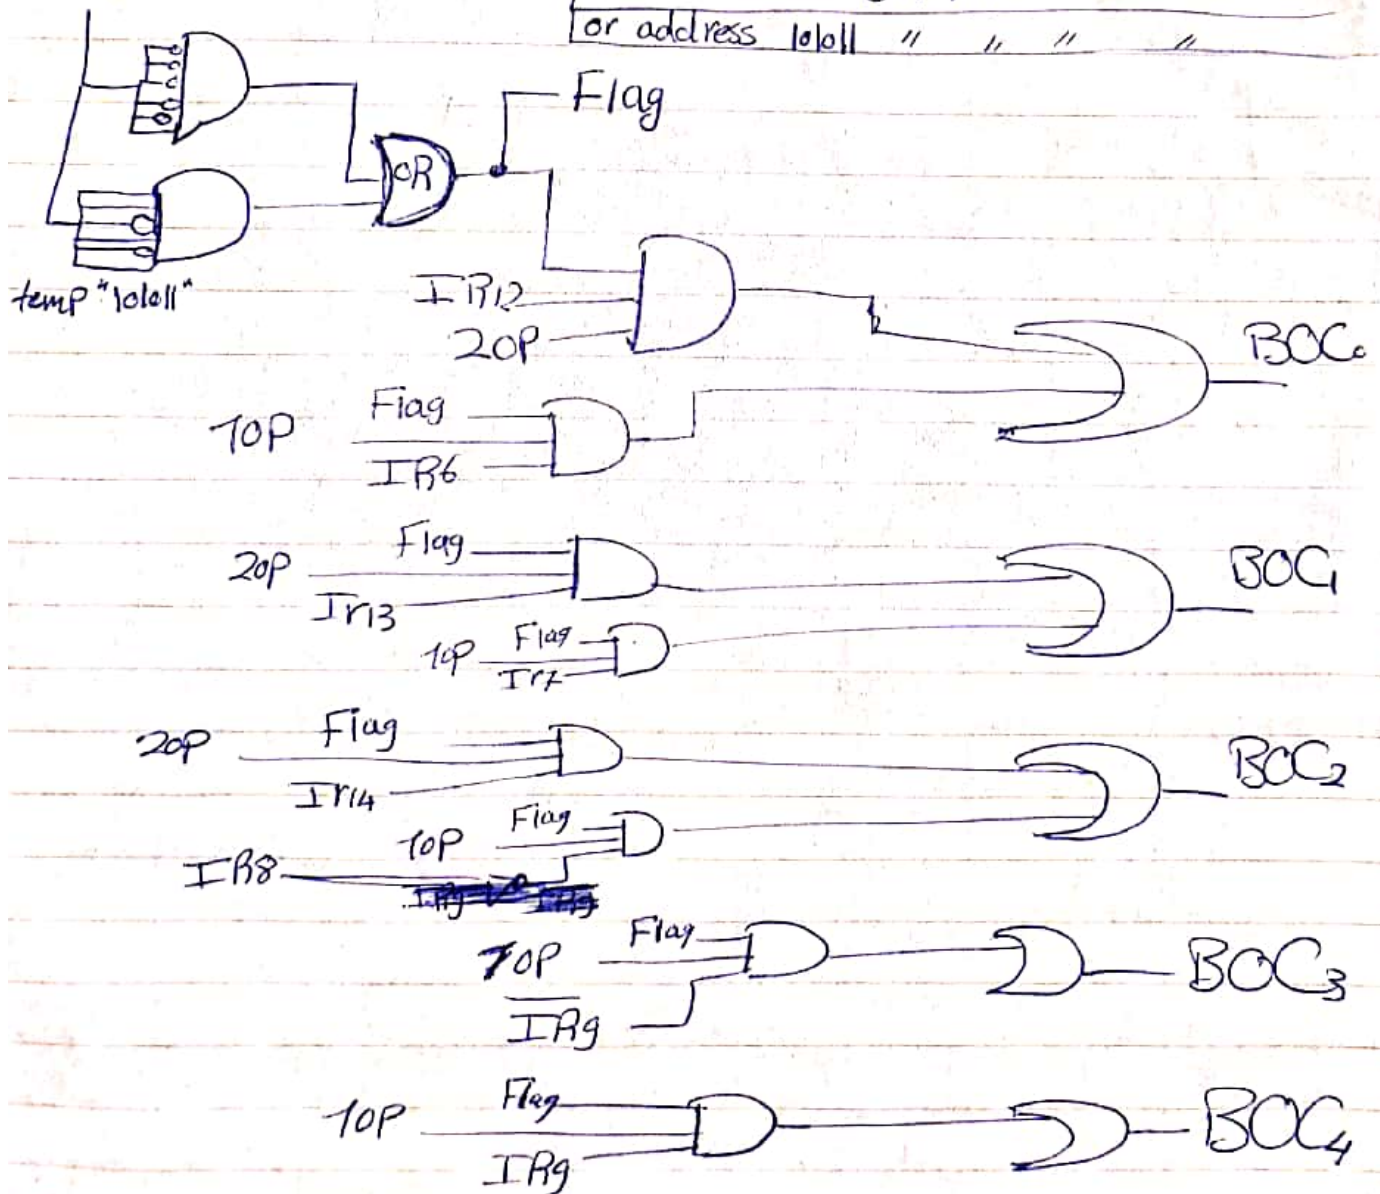 or address 101011 " " " "
Flag
OR
temp "101011"
IR12
2OP
BOC0
Flag
1OP
IR6
Flag
2OP
BOC1
Ir13
Flag
1OP
Ir7
Flag
2OP
BOC2
Ir14
Flag
1OP
IR8
Flag
1OP
BOC3
IR9
Flag
1OP
BOC4
IR9